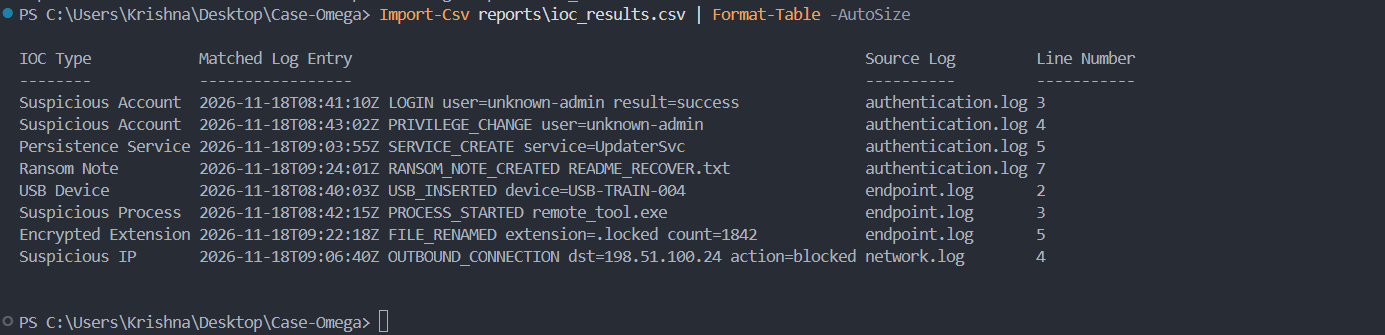 PS C:\Users\Krishna\Desktop\Case-Omega> Import-Csv reports\ioc_results.csv | Format-Table -AutoSize
IOC Type Matched Log Entry Source Log Line Number
-------- ----------------- ---------- -----------
Suspicious Account 2026-11-18T08:41:10Z LOGIN user=unknown-admin result=success authentication.log 3
Suspicious Account 2026-11-18T08:43:02Z PRIVILEGE_CHANGE user=unknown-admin authentication.log 4
Persistence Service 2026-11-18T09:03:55Z SERVICE_CREATE service=UpdaterSvc authentication.log 5
Ransom Note 2026-11-18T09:24:01Z RANSOM_NOTE_CREATED README_RECOVER.txt authentication.log 7
USB Device 2026-11-18T08:40:03Z USB_INSERTED device=USB-TRAIN-004 endpoint.log 2
Suspicious Process 2026-11-18T08:42:15Z PROCESS_STARTED remote_tool.exe endpoint.log 3
Encrypted Extension 2026-11-18T09:22:18Z FILE_RENAMED extension=.locked count=1842 endpoint.log 5
Suspicious IP 2026-11-18T09:06:40Z OUTBOUND_CONNECTION dst=198.51.100.24 action=blocked network.log 4
PS C:\Users\Krishna\Desktop\Case-Omega>